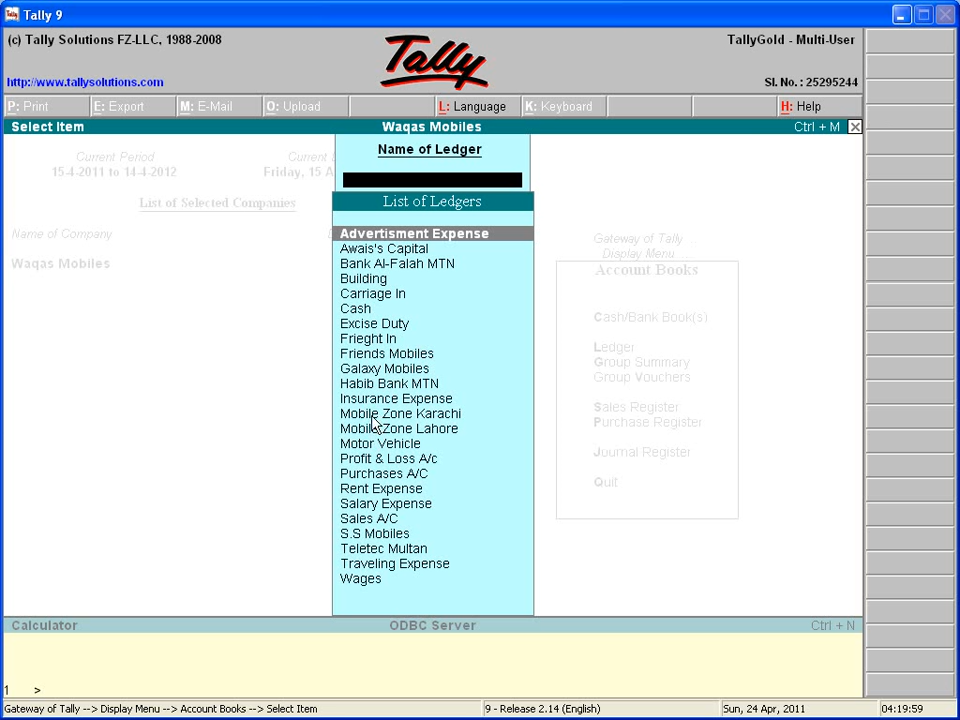 Tally 9
(c) Tally Solutions FZ-LLC, 1988-2008
Tally
TallyGold - Multi-User
http://www.tallysolutions.com
Sl. No.: 25295244
P: Print
E: Export
M: E-Mail
O: Upload
L: Language
K: Keyboard
H: Help
Select Item
Waqas Mobiles
Ctrl + M
Current Period
15-4-2011 to 14-4-2012
Friday, 15 A
List of Selected Companies
Name of Company
Waqas Mobiles
Name of Ledger
List of Ledgers
Advertisment Expense
Awais's Capital
Bank Al-Falah MTN
Building
Carriage In
Cash
Excise Duty
Frieght In
Friends Mobiles
Galaxy Mobiles
Habib Bank MTN
Insurance Expense
Mobile Zone Karachi
Mobile Zone Lahore
Motor Vehicle
Profit & Loss A/c
Purchases A/C
Rent Expense
Salary Expense
Sales A/C
S.S Mobiles
Teletec Multan
Traveling Expense
Wages
Gateway of Tally ...
Display Menu ...
Account Books
Cash/Bank Book(s)
Ledger
Group Summary
Group Vouchers
Sales Register
Purchase Register
Journal Register
Quit
Calculator
ODBC Server
Ctrl + N
1 >
Gateway of Tally --> Display Menu --> Account Books --> Select Item
9 - Release 2.14 (English)
Sun, 24 Apr, 2011
04:19:59